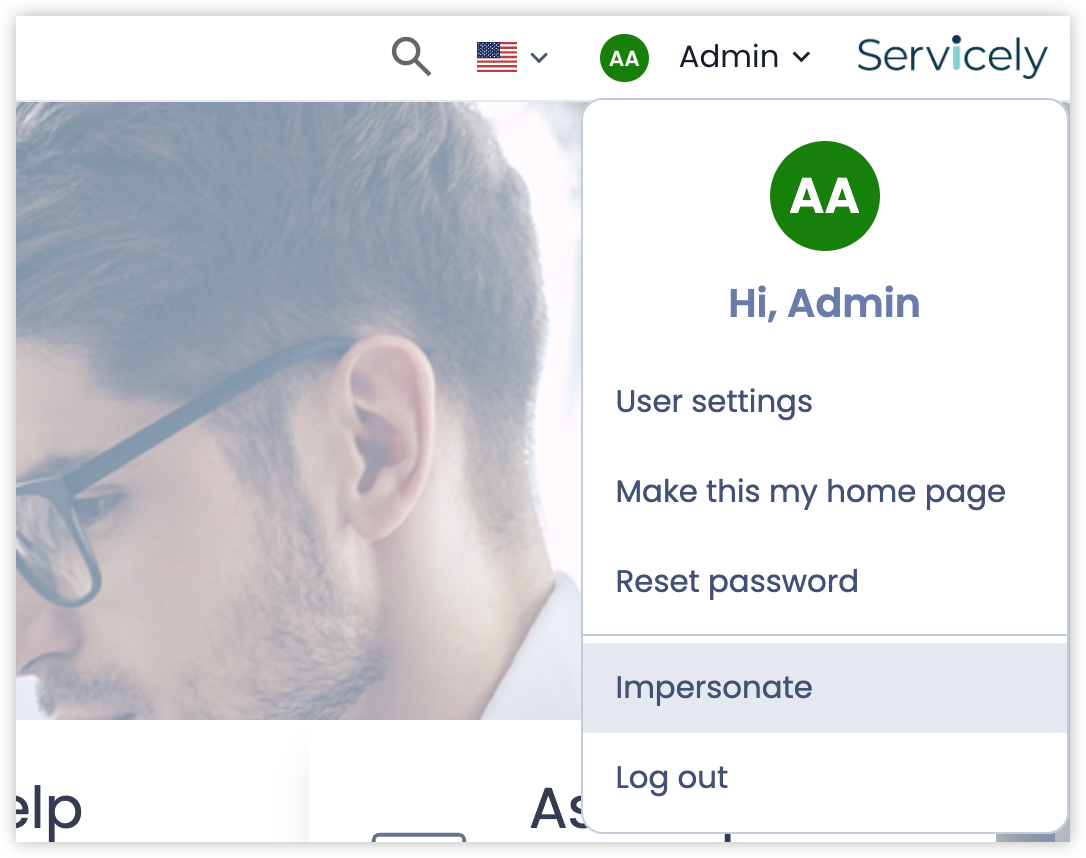 AA Admin Servicely
AA
Hi, Admin
User settings
Make this my home page
Reset password
Impersonate
Log out
elp
As